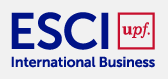 ESCI upf.
International Business